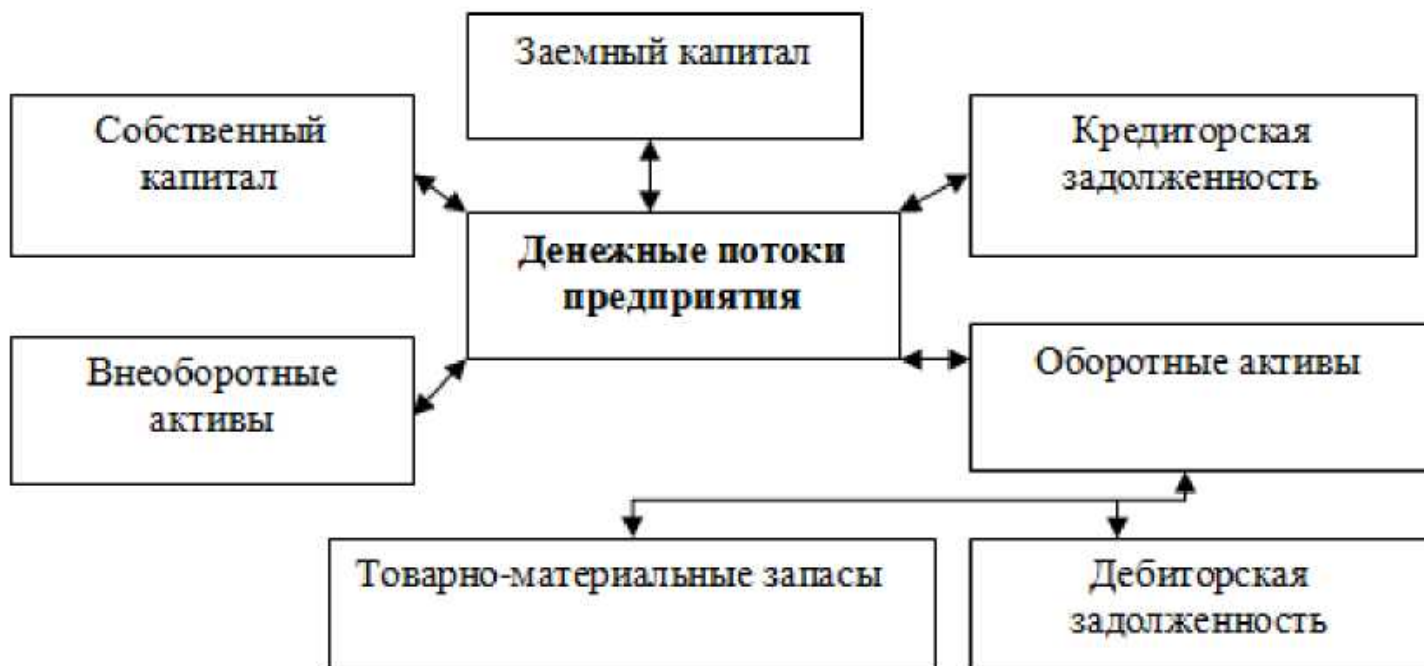 Заемный капитал
Собственный
капитал
Кредиторская
задолженность
Денежные потоки
предприятия
Внеоборотные
активы
Оборотные активы
Товарно-материальные запасы
Дебиторская
задолженность